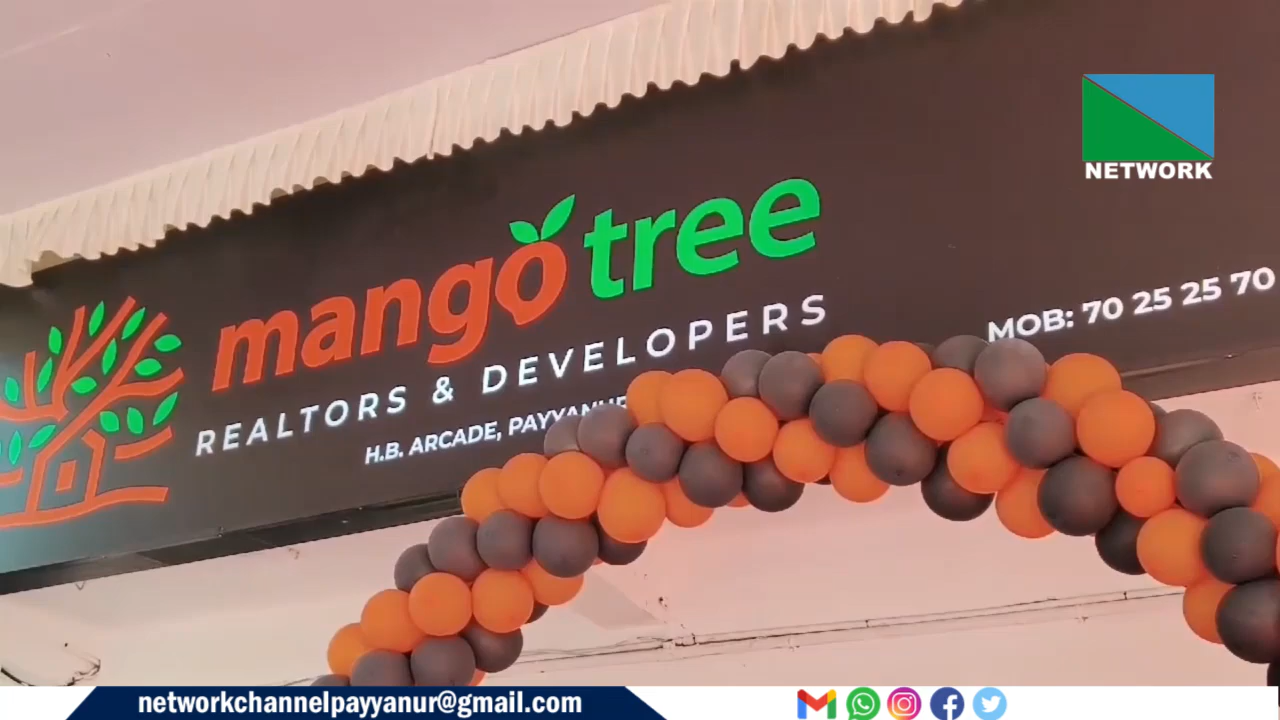 NETWORK
mango tree
REALTORS & DEVELOPERS
H.B. ARCADE,
MOB: 70 25 25 70
networkchannelpayyanur@gmail.com